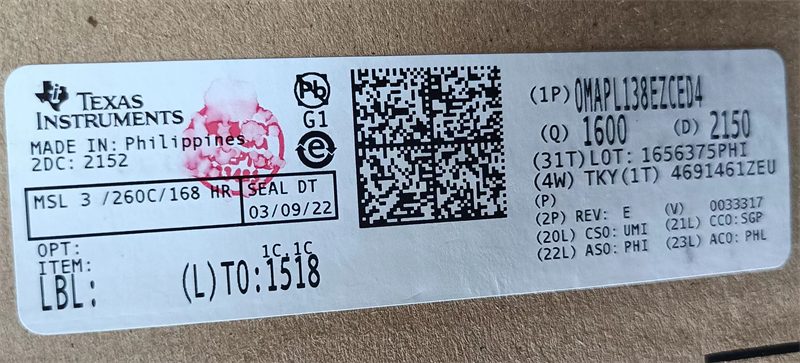 TEXAS
INSTRUMENTS
MADE IN: Philippines
2DC: 2152
MSL 3 /260C/168 HR
SEAL DT
03/09/22
OPT:
ITEM:
1C.1C
LBL:
(L)TO:1518
Pb
G1
e
(1P) OMAPL138EZCED4
(Q) 1600
(D) 2150
(31T)LOT: 1656375PHI
(4W) TKY(1T) 4691461ZEU
(P)
(2P) REV: E
(V) 0033317
(20L) CSO: UMI
(21L) CCO:SGP
(22L) ASO: PHI
(23L) ACO: PHL